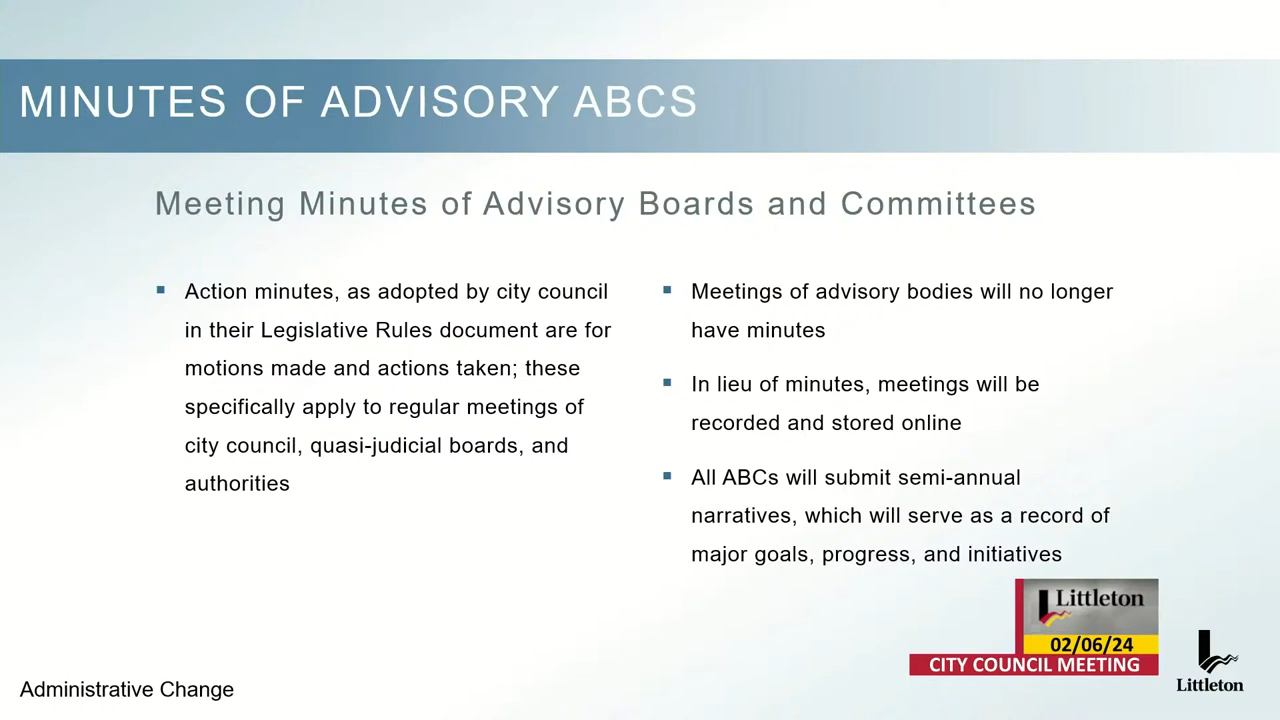 MINUTES OF ADVISORY ABCS
Meeting Minutes of Advisory Boards and Committees
Action minutes, as adopted by city council
in their Legislative Rules document are for
motions made and actions taken; these
specifically apply to regular meetings of
city council, quasi-judicial boards, and
authorities
Meetings of advisory bodies will no longer
have minutes
In lieu of minutes, meetings will be
recorded and stored online
All ABCs will submit semi-annual
narratives, which will serve as a record of
major goals, progress, and initiatives
Littleton
02/06/24
CITY COUNCIL MEETING
Littleton
Administrative Change